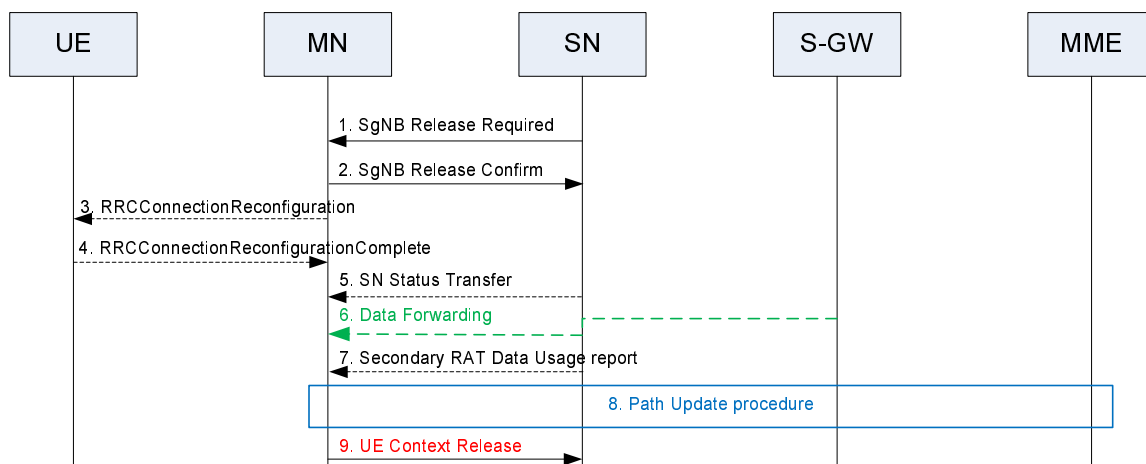 UE
MN
SN
S-GW
MME
1. SgNB Release Required
2. SgNB Release Confirm
3. RRCConnectionReconfiguration
4. RRCConnectionReconfigurationComplete
5. SN Status Transfer
6. Data Forwarding
7. Secondary RAT Data Usage report
8. Path Update procedure
9. UE Context Release